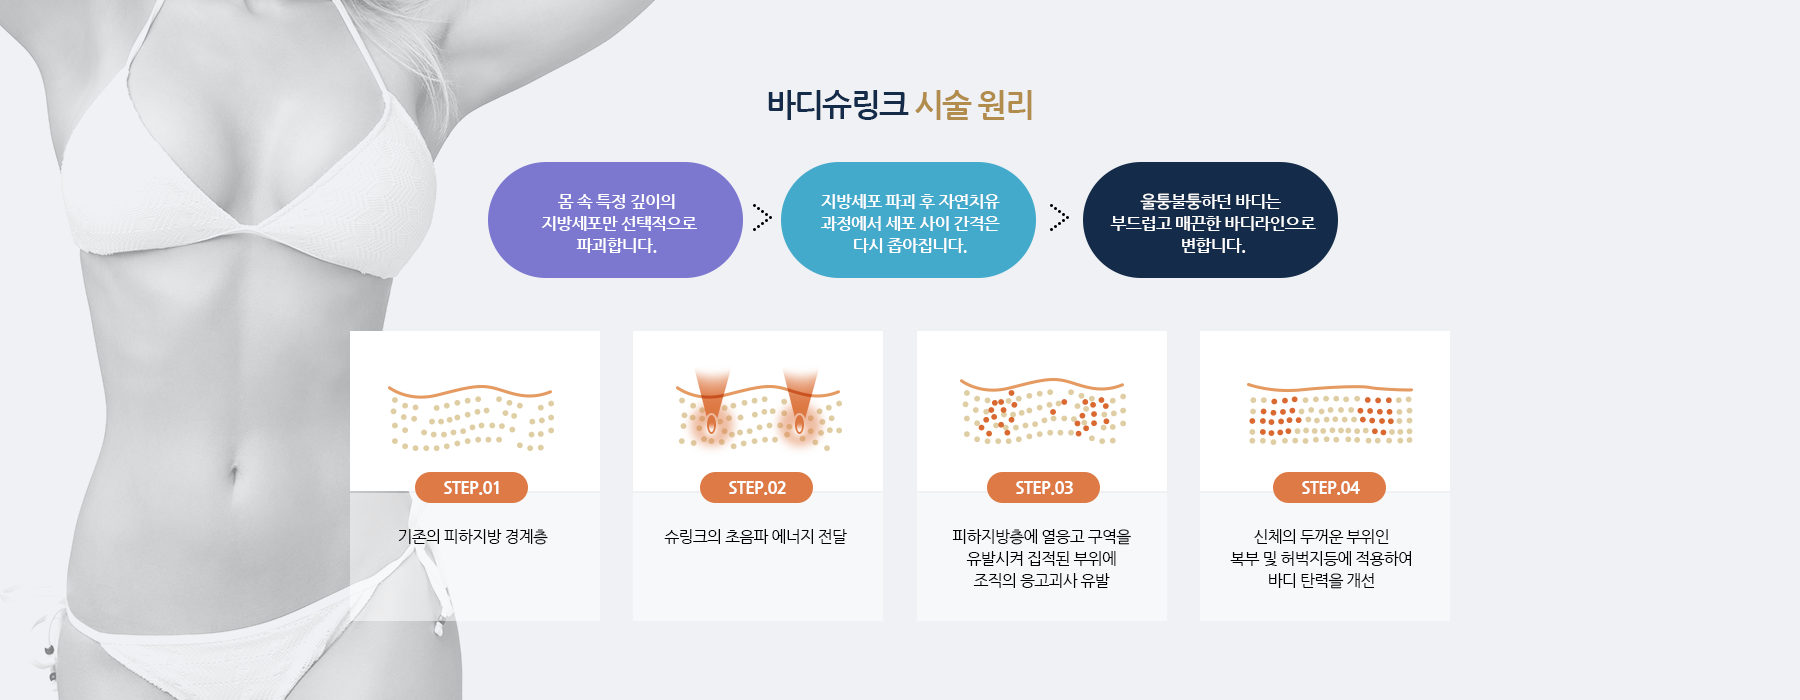 바디슈링크 시술 원리
몸 속 특정 깊이의
지방세포만 선택적으로
파괴합니다.
지방세포 파괴 후 자연치유
과정에서 세포 사이 간격은
다시 좁아집니다.
울퉁불퉁하던 바디는
부드럽고 매끈한 바디라인으로
변합니다.
STEP.01
기존의 피하지방 경계층
STEP.02
슈링크의 초음파 에너지 전달
STEP.03
피하지방층에 열응고 구역을
유발시켜 집적된 부위에
조직의 응고괴사 유발
STEP.04
신체의 두꺼운 부위인
복부 및 허벅지등에 적용하여
바디 탄력을 개선